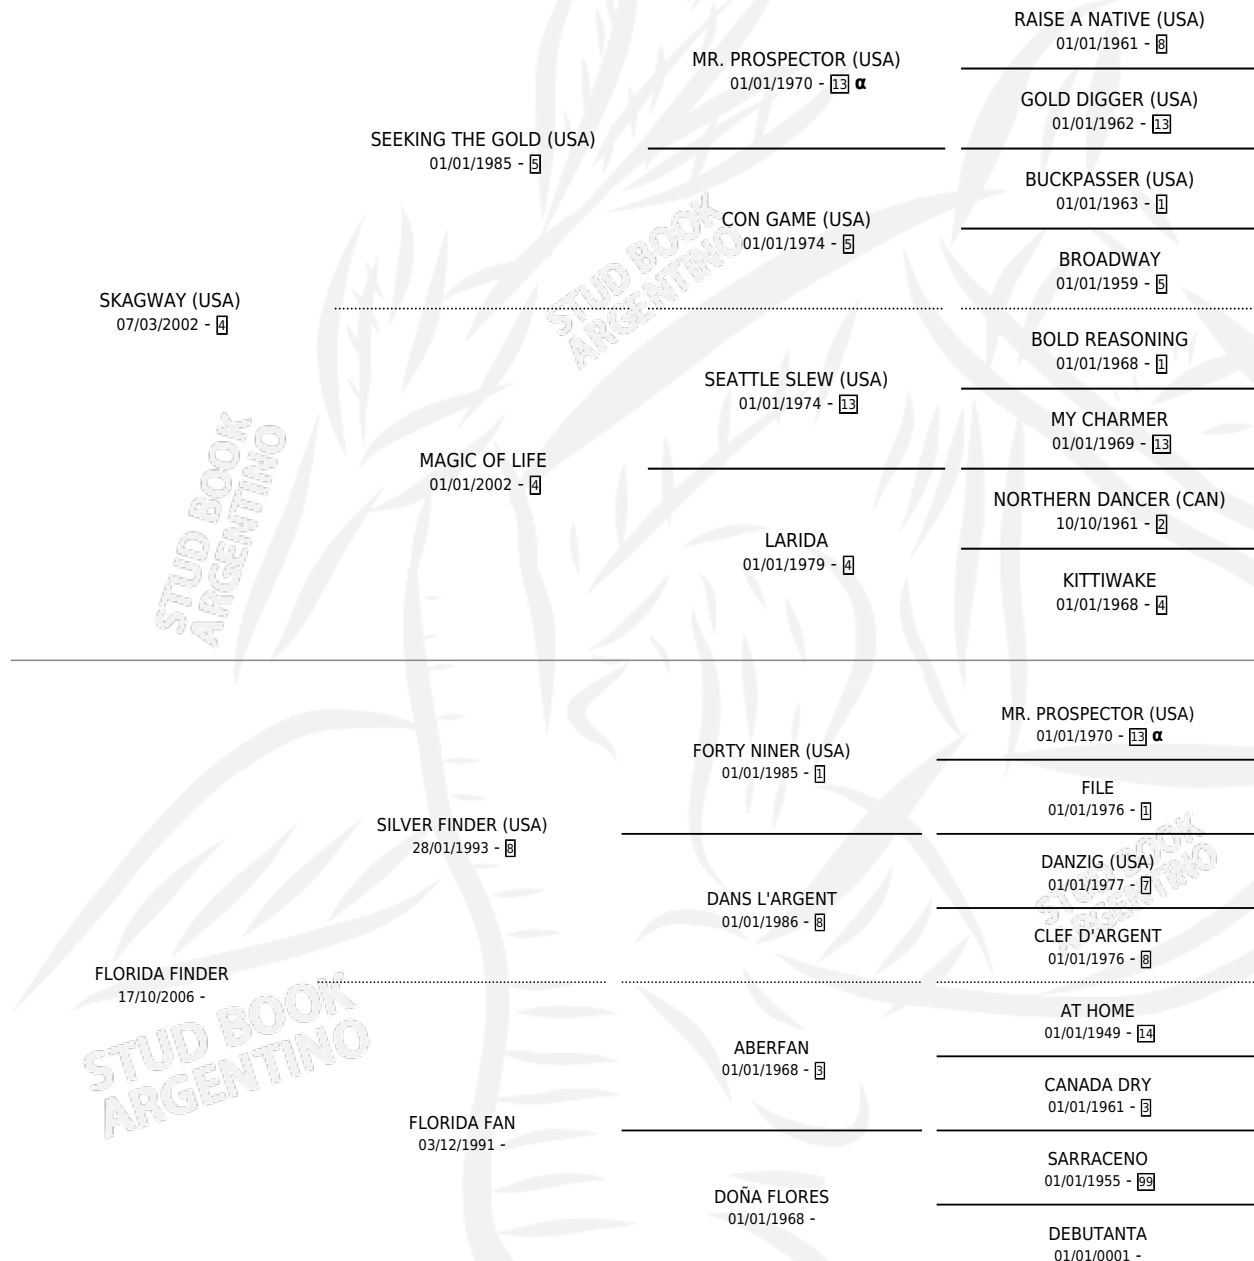 RAISE A NATIVE (USA)
01/01/1961 - 8
MR. PROSPECTOR (USA)
01/01/1970 - 13 α
GOLD DIGGER (USA)
01/01/1962 - 13
SEEKING THE GOLD (USA)
01/01/1985 - 5
BUCKPASSER (USA)
01/01/1963 - 1
CON GAME (USA)
01/01/1974 - 5
BROADWAY
01/01/1959 - 5
SKAGWAY (USA)
07/03/2002 - 4
BOLD REASONING
01/01/1968 - 1
SEATTLE SLEW (USA)
01/01/1974 - 13
MY CHARMER
01/01/1969 - 13
MAGIC OF LIFE
01/01/2002 - 4
NORTHERN DANCER (CAN)
10/10/1961 - 2
LARIDA
01/01/1979 - 4
KITTIWAKE
01/01/1968 - 4
MR. PROSPECTOR (USA)
01/01/1970 - 13 α
FORTY NINER (USA)
01/01/1985 - 1
FILE
01/01/1976 - 1
SILVER FINDER (USA)
28/01/1993 - 8
DANZIG (USA)
01/01/1977 - 7
DANS L'ARGENT
01/01/1986 - 8
CLEF D'ARGENT
01/01/1976 - 8
FLORIDA FINDER
17/10/2006 -
AT HOME
01/01/1949 - 14
ABERFAN
01/01/1968 - 3
CANADA DRY
01/01/1961 - 3
FLORIDA FAN
03/12/1991 -
SARRACENO
01/01/1955 - 99
DOÑA FLORES
01/01/1968 -
DEBUTANTA
01/01/0001 -
STUD BOOK
ARGENTINO
STUD BOOK
ARGENTINO
STUD BOOK
ARGENTINO
STUD BOOK
ARGENTINO